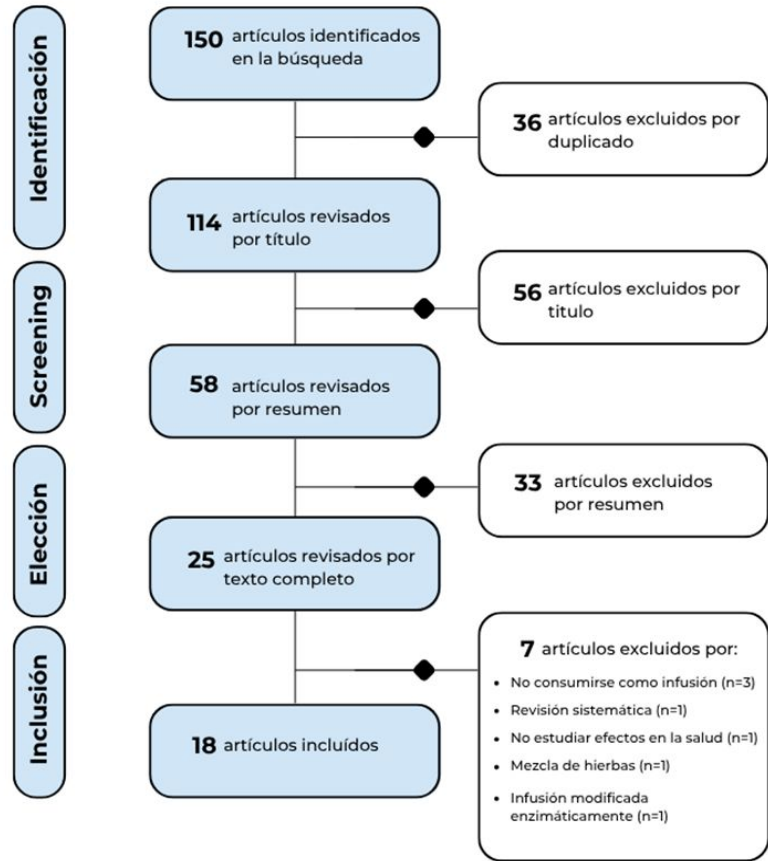 Identificación
150 artículos identificados
en la búsqueda
36 artículos excluidos por
duplicado
114 artículos revisados
por título
Screening
56 artículos excluidos por
titulo
58 artículos revisados
por resumen
Elección
33 artículos excluidos
por resumen
25 artículos revisados por
texto completo
Inclusión
7 artículos excluidos por:
• No consumirse como infusión (n=3)
• Revisión sistemática (n=1)
• No estudiar efectos en la salud (n=1)
• Mezcla de hierbas (n=1)
• Infusión modificada
enzimáticamente (n=1)
18 artículos incluídos